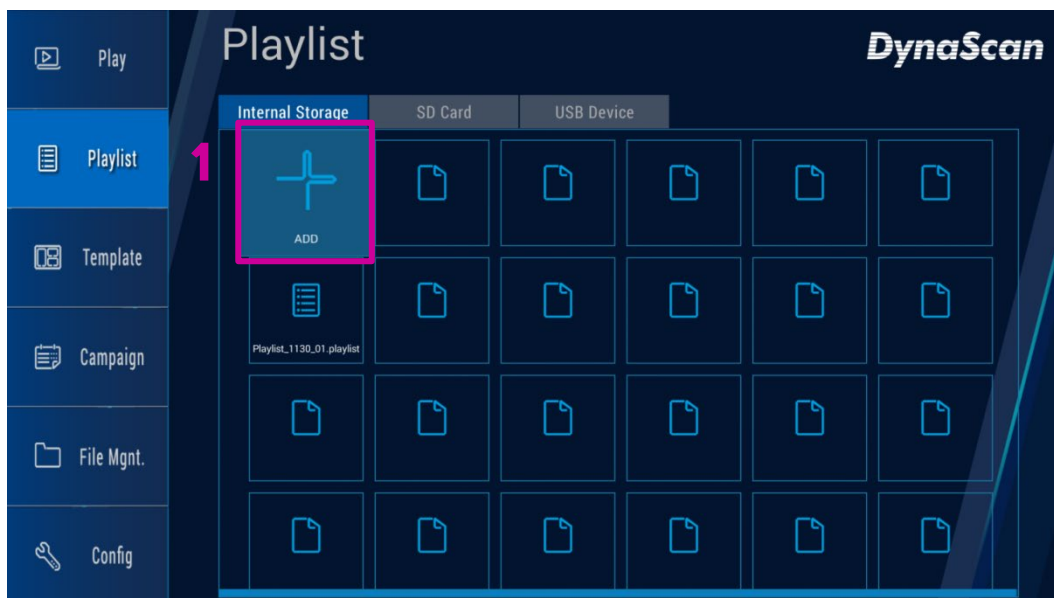 Play
Playlist
Template
Campaign
File Mgnt.
Config
Playlist
DynaScan
Internal Storage
SD Card
USB Device
1
ADD
Playlist_1130_01.playlist